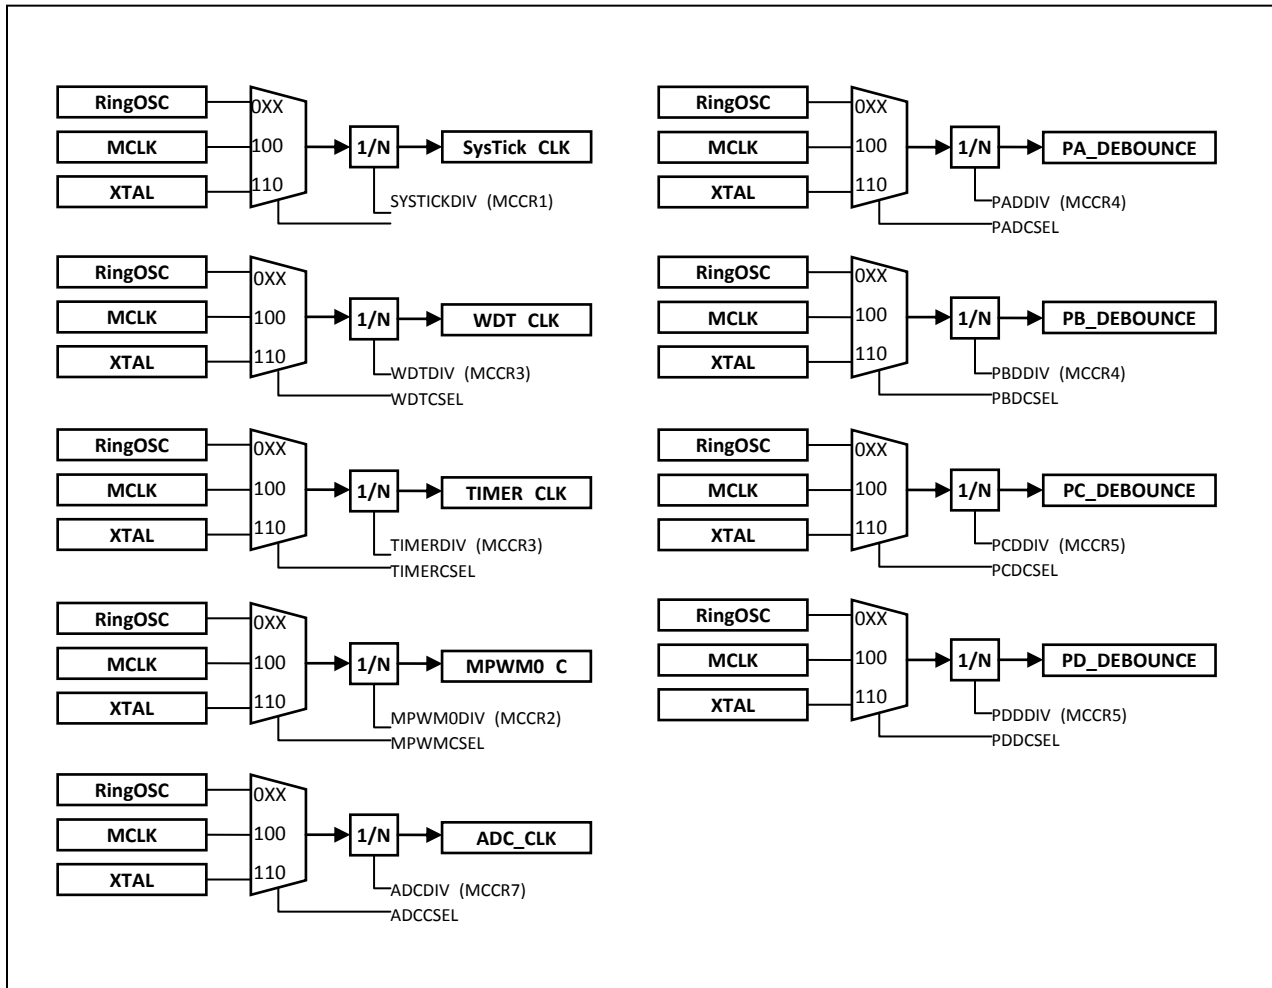 RingOSC
MCLK
XTAL
0XX
100
110
1/N
SysTick CLK
SYSTICKDIV (MCCR1)
RingOSC
MCLK
XTAL
0XX
100
110
1/N
WDT CLK
WDTDIV (MCCR3)
WDTCSEL
RingOSC
MCLK
XTAL
0XX
100
110
1/N
TIMER CLK
TIMERDIV (MCCR3)
TIMERCSEL
RingOSC
MCLK
XTAL
0XX
100
110
1/N
MPWM0 C
MPWM0DIV (MCCR2)
MPWMCSEL
RingOSC
MCLK
XTAL
0XX
100
110
1/N
ADC_CLK
ADCDIV (MCCR7)
ADCCSEL
RingOSC
MCLK
XTAL
0XX
100
110
1/N
PA_DEBOUNCE
PADDIV (MCCR4)
PADCSEL
RingOSC
MCLK
XTAL
0XX
100
110
1/N
PB_DEBOUNCE
PBDDIV (MCCR4)
PBDCSEL
RingOSC
MCLK
XTAL
0XX
100
110
1/N
PC_DEBOUNCE
PCDDIV (MCCR5)
PCDCSEL
RingOSC
MCLK
XTAL
0XX
100
110
1/N
PD_DEBOUNCE
PDDDIV (MCCR5)
PDDCSEL